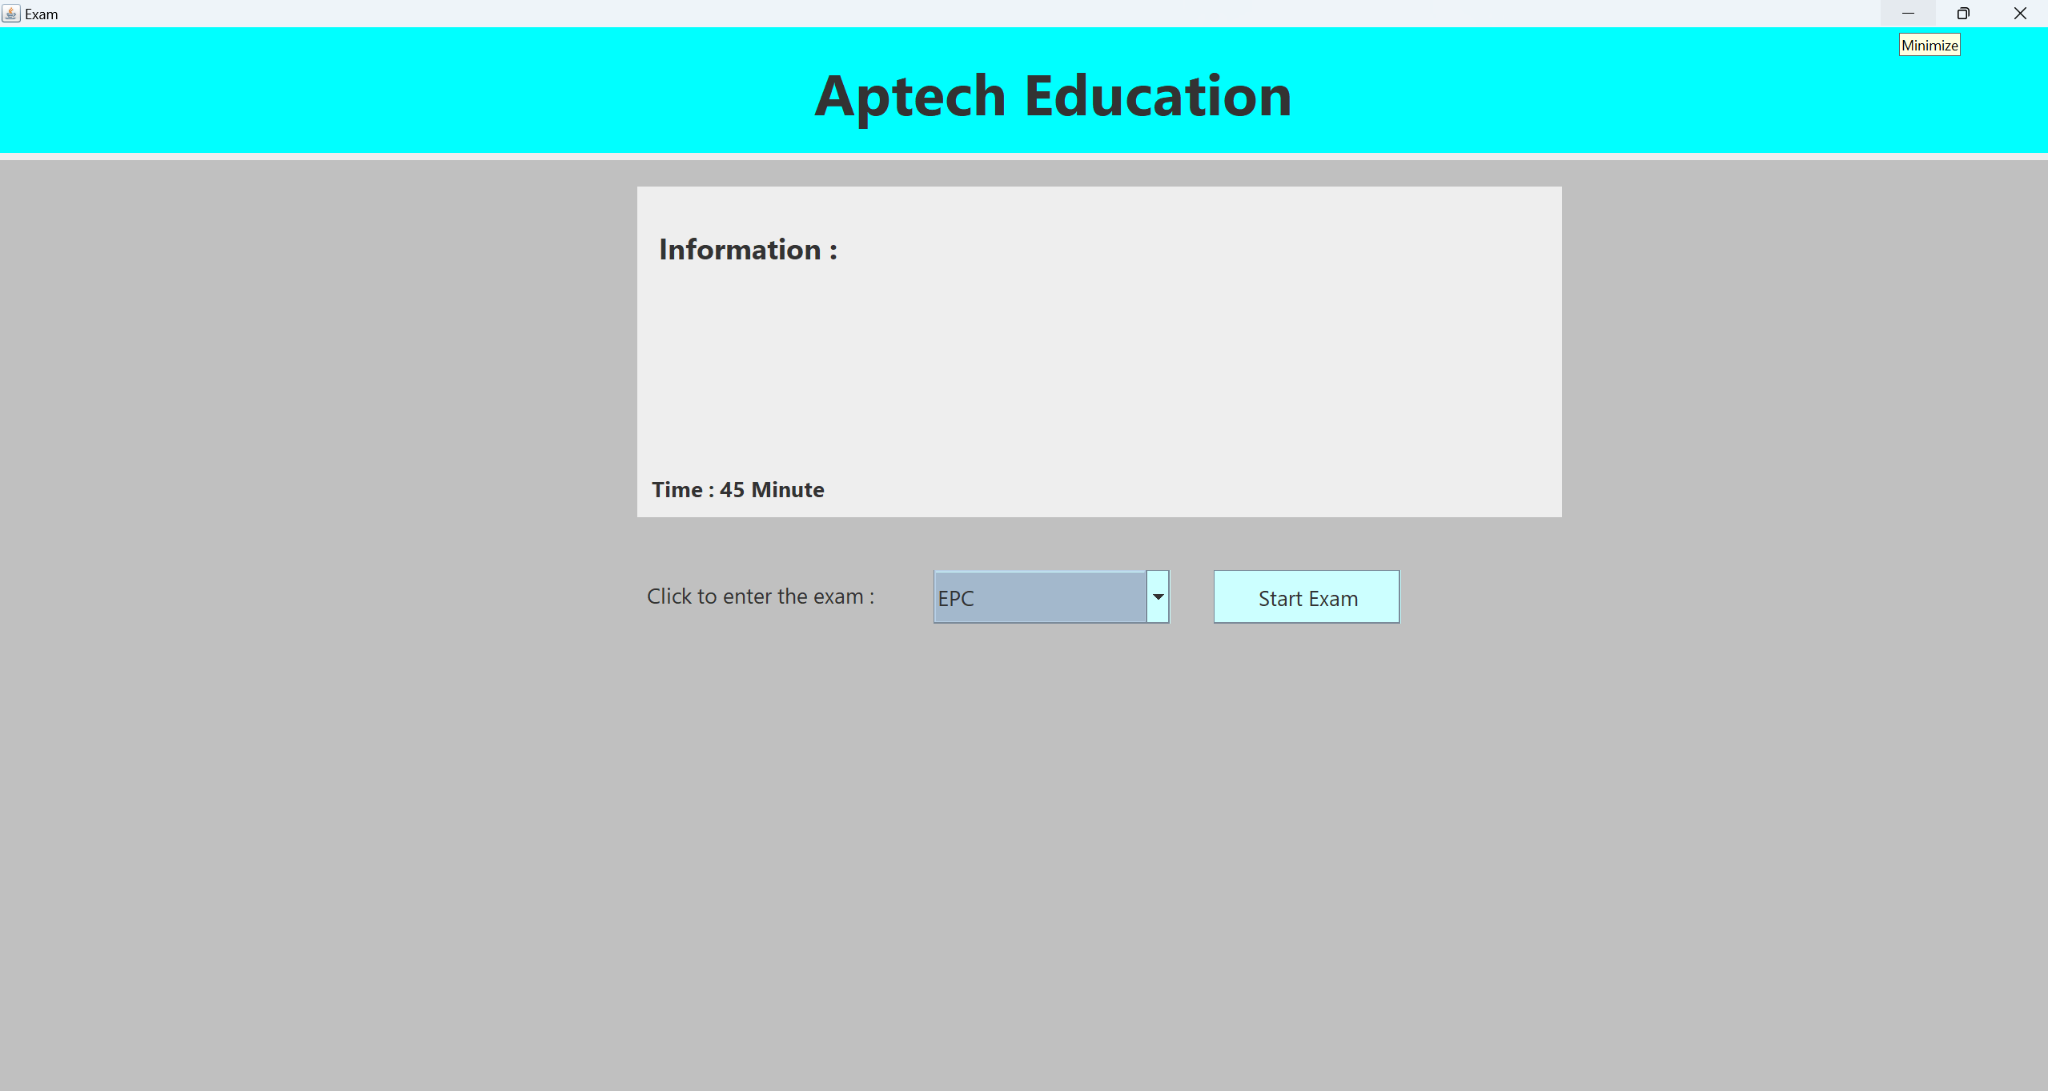 Exam
Minimize
Aptech Education
Information :
Time : 45 Minute
Click to enter the exam :
EPC
Start Exam